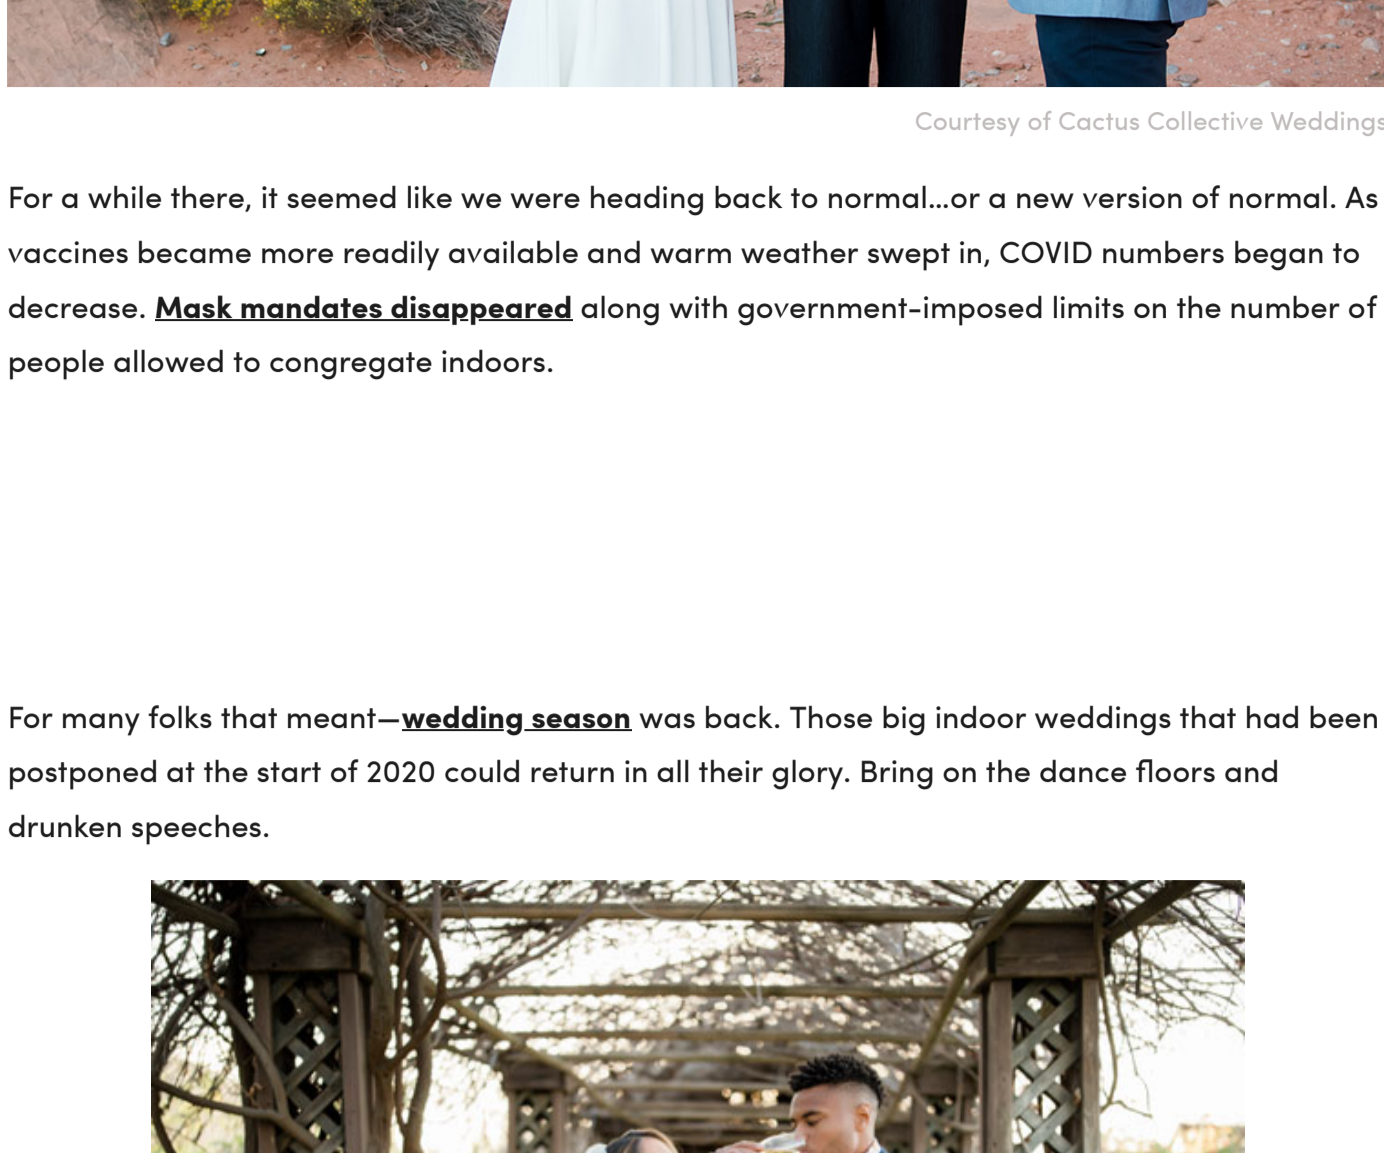 Courtesy of Cactus Collective Weddings
For a while there, it seemed like we were heading back to normal...or a new version of normal. As
vaccines became more readily available and warm weather swept in, COVID numbers began to
decrease. Mask mandates disappeared along with government-imposed limits on the number of
people allowed to congregate indoors.
For many folks that meant—wedding season was back. Those big indoor weddings that had been
postponed at the start of 2020 could return in all their glory. Bring on the dance floors and
drunken speeches.